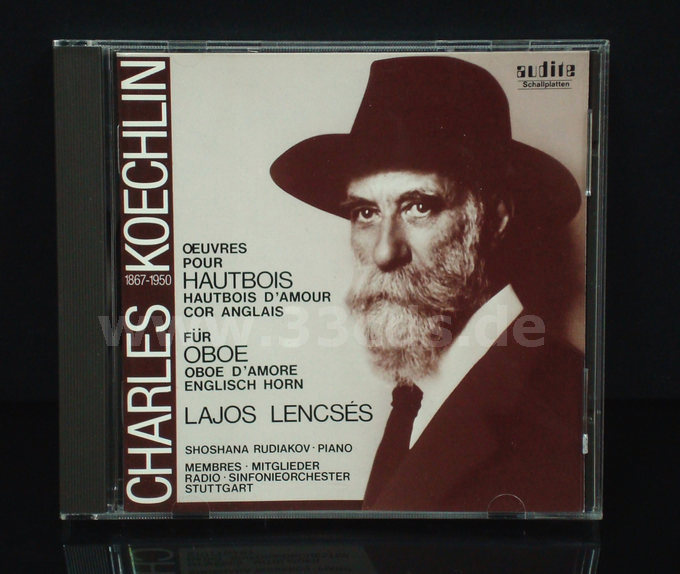 CHARLES KOECHLIN
1867-1950
audite
Schallplatten
ŒUVRES
POUR
HAUTBOIS
HAUTBOIS D'AMOUR
COR ANGLAIS
www.33cds.de
FÜR
OBOE
OBOE D'AMORE
ENGLISCH HORN
LAJOS LENCSÉS
SHOSHANA RUDIAKOV · PIANO
MEMBRES · MITGLIEDER
RADIO · SINFONIEORCHESTER
STUTTGART